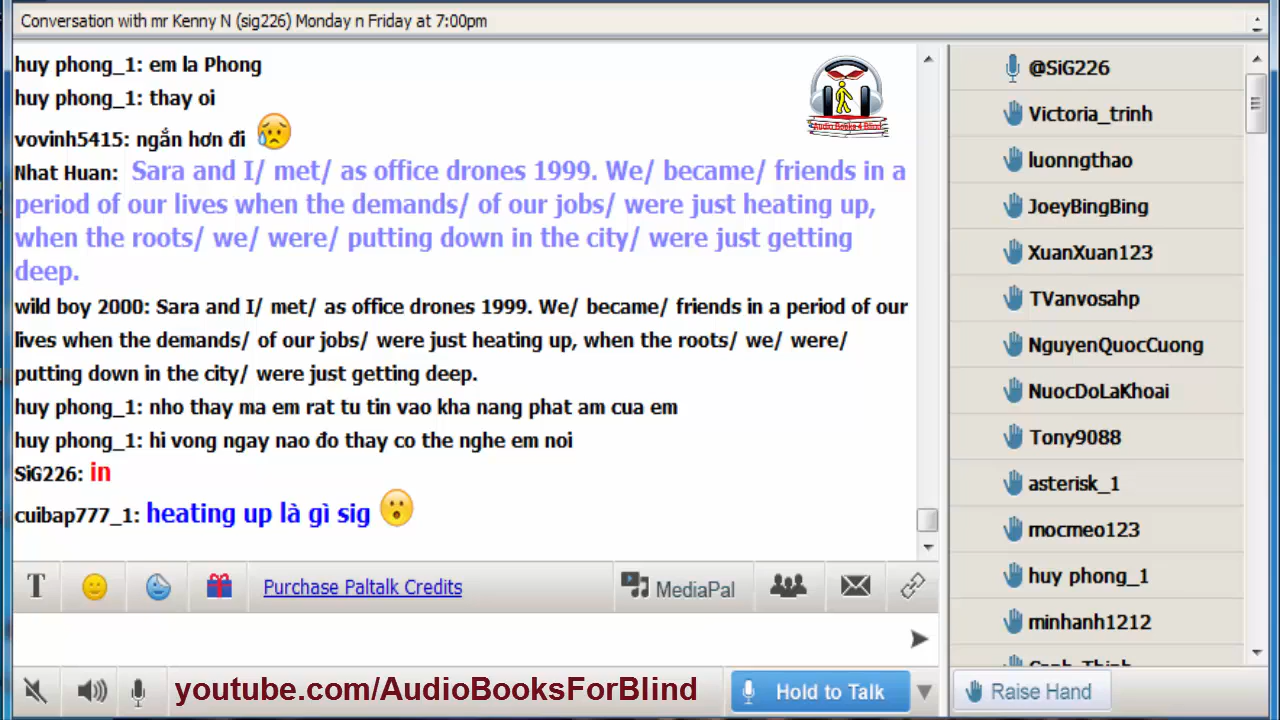 Conversation with mr Kenny N (sig226) Monday n Friday at 7:00pm
huy phong_1: em la Phong
huy phong_1: thay oi
vovinh5415: ngắn hơn đi
Nhat Huan: Sara and I/ met/ as office drones 1999. We/ became/ friends in a
period of our lives when the demands/ of our jobs/ were just heating up,
when the roots/ we/ were/ putting down in the city/ were just getting
deep.
wild boy 2000: Sara and I/ met/ as office drones 1999. We/ became/ friends in a period of our
lives when the demands/ of our jobs/ were just heating up, when the roots/ we/ were/
putting down in the city/ were just getting deep.
huy phong_1: nho thay ma em rat tu tin vao kha nang phat am cua em
huy phong_1: hi vong ngay nao đo thay co the nghe em noi
SiG226: in
cuibap777_1: heating up là gì sig
Audio Books 4 Blind
T
Purchase Paltalk Credits
MediaPal
youtube.com/AudioBooksForBlind
Hold to Talk
@SiG226
Victoria_trinh
luonngthao
JoeyBingBing
XuanXuan123
TVanvosahp
NguyenQuocCuong
NuocDoLaKhoai
Tony9088
asterisk_1
mocmeo123
huy phong_1
minhanh1212
Raise Hand